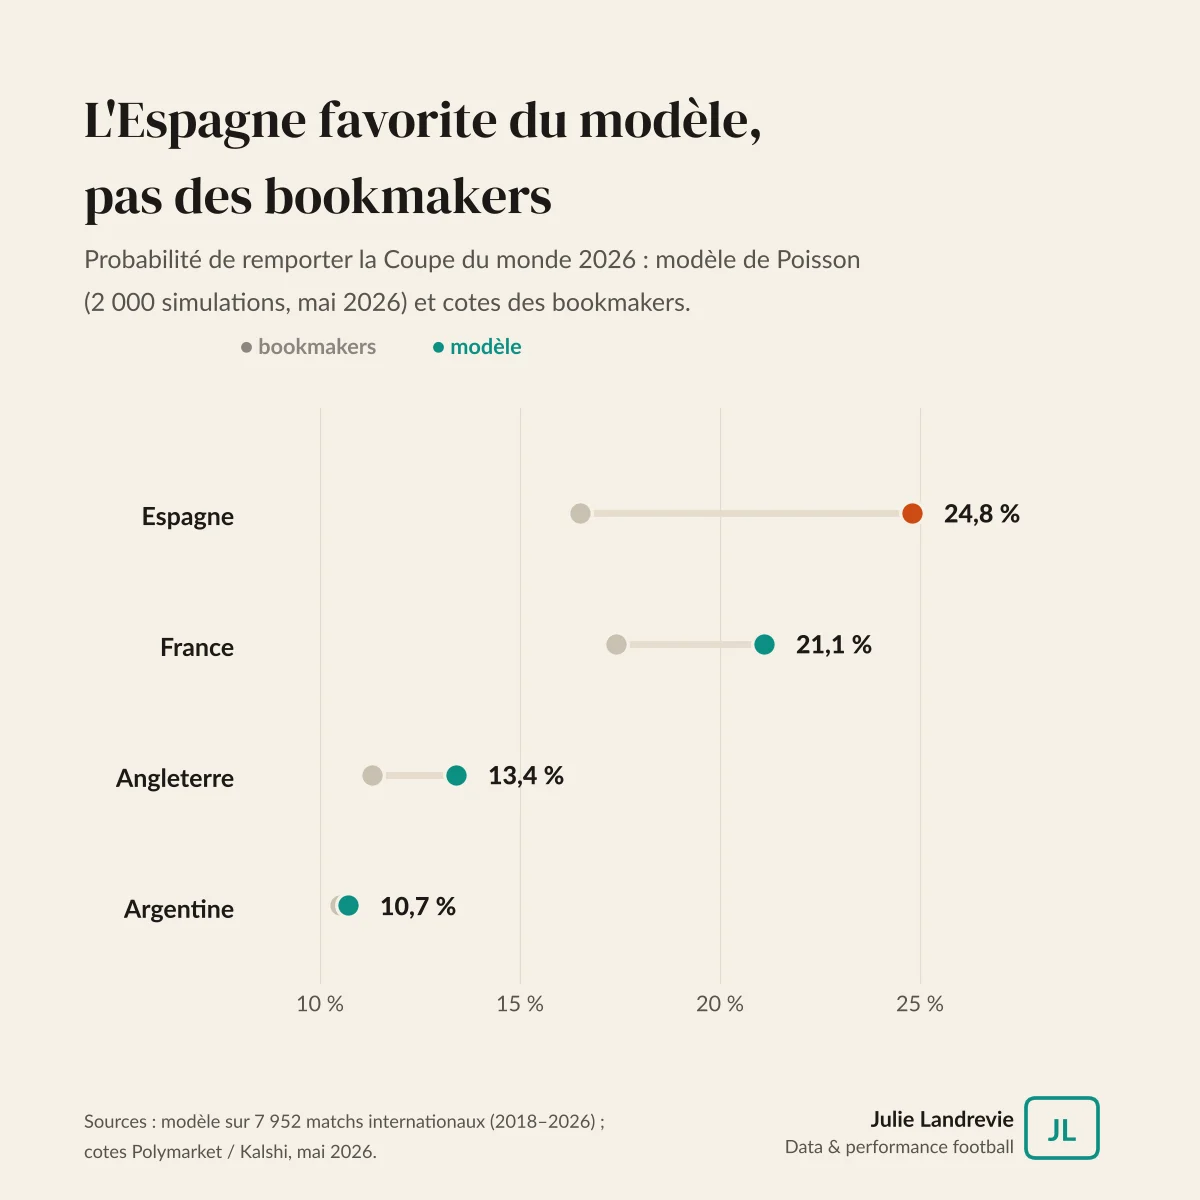 L'Espagne favorite du modèle,
pas des bookmakers
Probabilité de remporter la Coupe du monde 2026 : modèle de Poisson
(2 000 simulations, mai 2026) et cotes des bookmakers.
bookmakers modèle
Espagne 24,8 %
France 21,1 %
Angleterre 13,4 %
Argentine 10,7 %
10 % 15 % 20 % 25 %
Sources : modèle sur 7 952 matchs internationaux (2018–2026) ;
cotes Polymarket / Kalshi, mai 2026.
Julie Landrevie
Data & performance football
JL